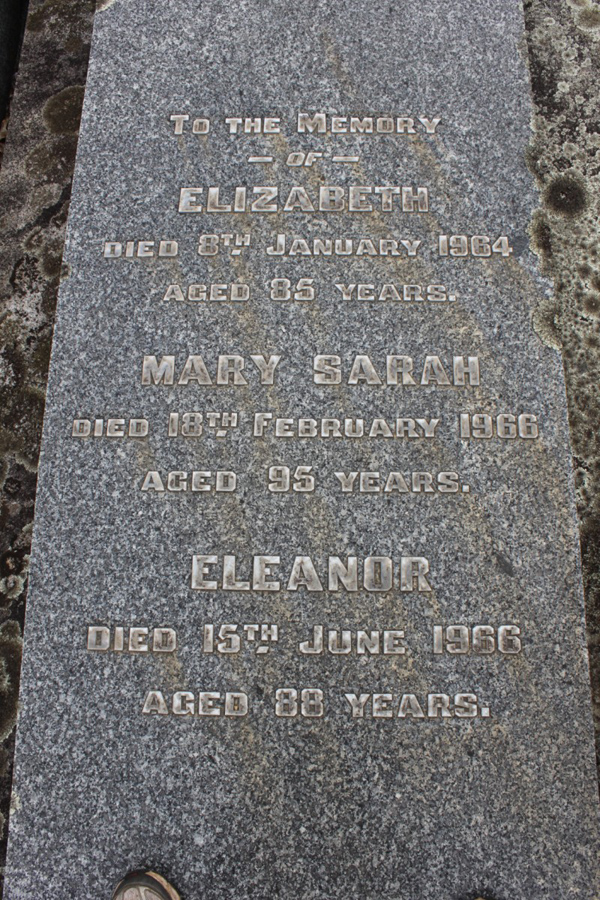 TO THE MEMORY
— OF —
ELIZABETH
DIED 8TH JANUARY 1964
AGED 85 YEARS.
MARY SARAH
DIED 18TH FEBRUARY 1966
AGED 95 YEARS.
ELEANOR
DIED 15TH JUNE 1966
AGED 88 YEARS.